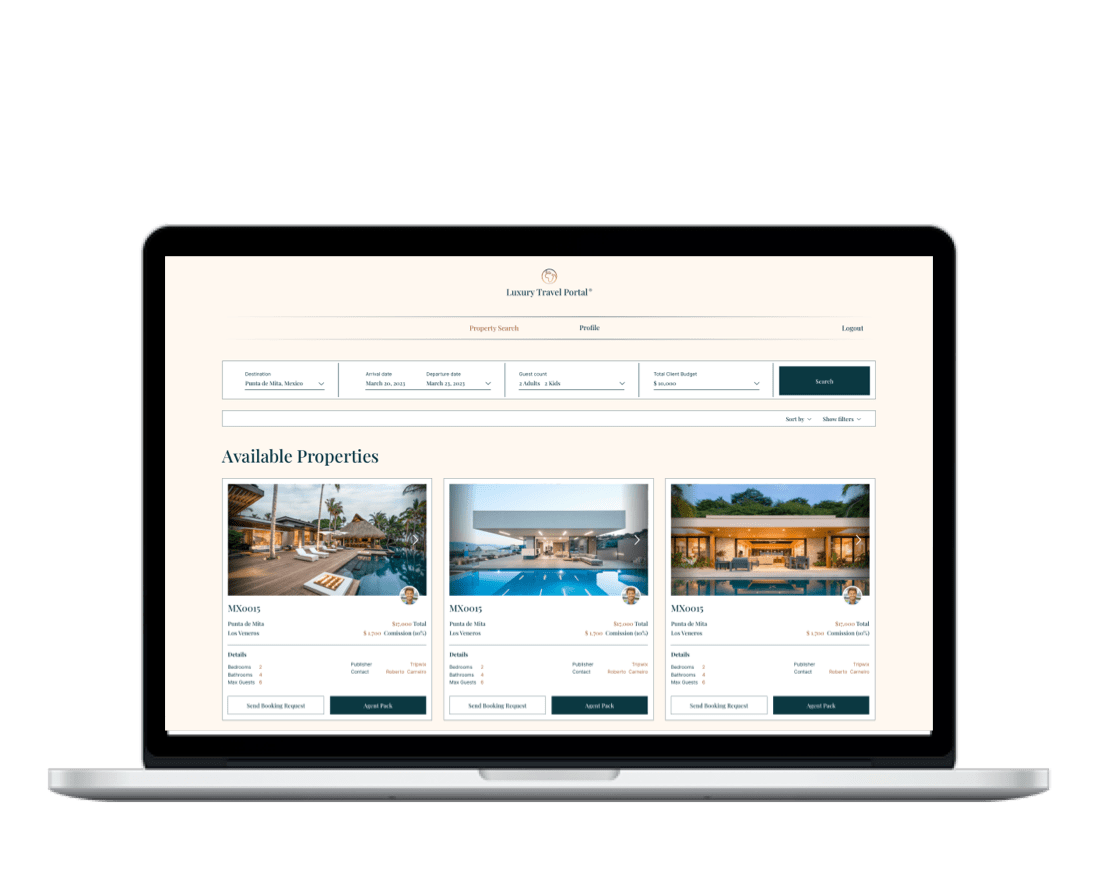 Luxury Travel Portal®
Property Search Profile Logout
Destination Arrival date Departure date Guest count Total Client Budget
Punta de Mita, Mexico March 20, 2023 March 23, 2023 2 Adults 2 Kids $ 10,000 Search
Sort by Show filters
Available Properties
MX0015 MX0015 MX0015
Punta de Mita $17,000 Total Punta de Mita $17,000 Total Punta de Mita $17,000 Total
Los Veneros $ 1,700 Comission (10%) Los Veneros $ 1,700 Comission (10%) Los Veneros $ 1,700 Comission (10%)
Details Details Details
Bedrooms 2 Publisher Tripwix Bedrooms 2 Publisher Tripwix Bedrooms 2 Publisher Tripwix
Bathrooms 4 Contact Roberto Carneiro Bathrooms 4 Contact Roberto Carneiro Bathrooms 4 Contact Roberto Carneiro
Max Guests 6 Max Guests 6 Max Guests 6
Send Booking Request Agent Pack Send Booking Request Agent Pack Send Booking Request Agent Pack